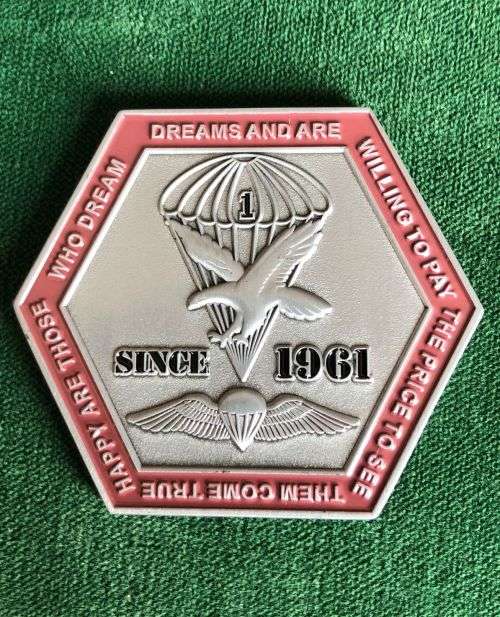 HAPPY ARE THOSE
WHO DREAM
DREAMS AND ARE
WILLING TO PAY
THE PRICE TO SEE
THEM COME TRUE
1
SINCE 1961